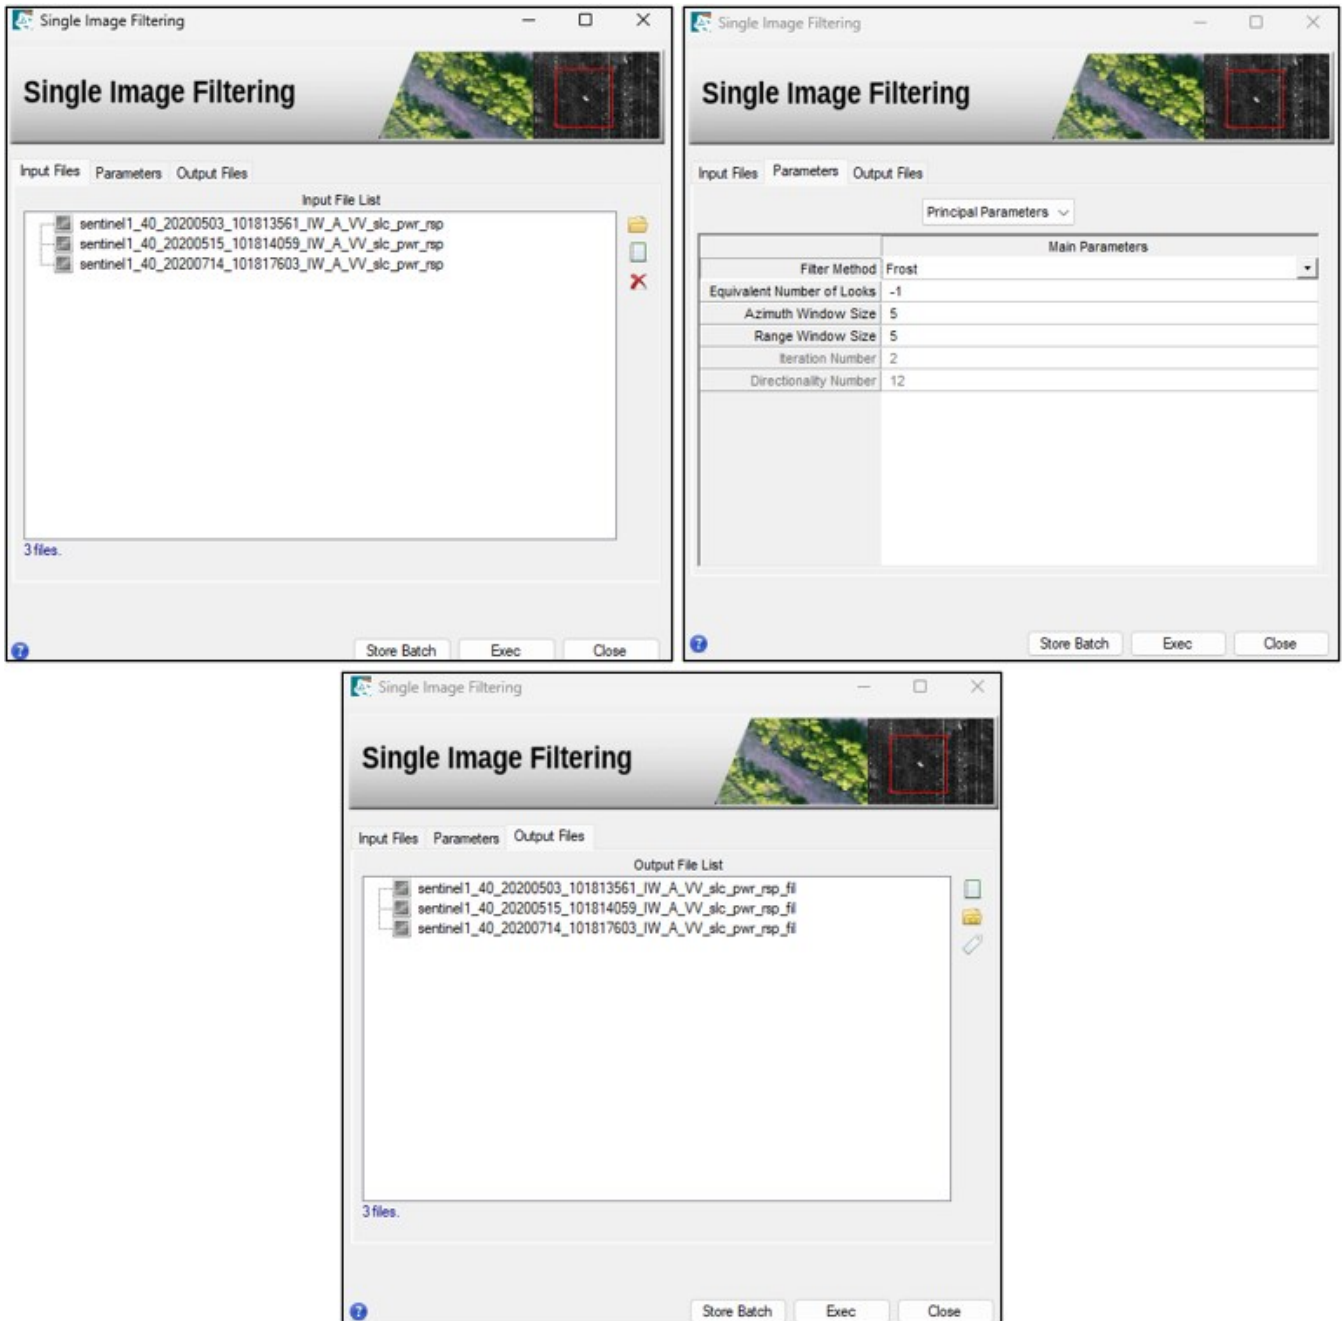 Single Image Filtering
Single Image Filtering
Input Files Parameters Output Files
Input File List
sentinel1_40_20200503_101813561_IW_A_VV_slc_pwr_rsp
sentinel1_40_20200515_101814059_IW_A_VV_slc_pwr_rsp
sentinel1_40_20200714_101817603_IW_A_VV_slc_pwr_rsp
3 files.
Store Batch Exec Close
Single Image Filtering
Single Image Filtering
Input Files Parameters Output Files
Principal Parameters
Main Parameters
Filter Method Frost
Equivalent Number of Looks -1
Azimuth Window Size 5
Range Window Size 5
Iteration Number 2
Directionality Number 12
Store Batch Exec Close
Single Image Filtering
Single Image Filtering
Input Files Parameters Output Files
Output File List
sentinel1_40_20200503_101813561_IW_A_VV_slc_pwr_rsp_fil
sentinel1_40_20200515_101814059_IW_A_VV_slc_pwr_rsp_fil
sentinel1_40_20200714_101817603_IW_A_VV_slc_pwr_rsp_fil
3 files.
Store Batch Exec Close